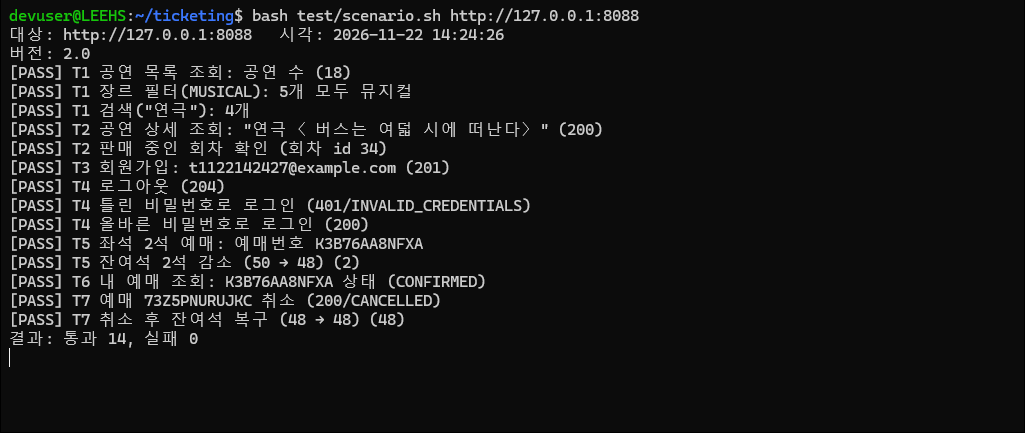 devuser@LEEHS:~/ticketing$ bash test/scenario.sh http://127.0.0.1:8088
대상: http://127.0.0.1:8088   시각: 2026-11-22 14:24:26
버전: 2.0
[PASS] T1 공연 목록 조회: 공연 수 (18)
[PASS] T1 장르 필터(MUSICAL): 5개 모두 뮤지컬
[PASS] T1 검색("연극"): 4개
[PASS] T2 공연 상세 조회: "연극 〈 버스는 여덟 시에 떠난다〉" (200)
[PASS] T2 판매 중인 회차 확인 (회차 id 34)
[PASS] T3 회원가입: t1122142427@example.com (201)
[PASS] T4 로그아웃 (204)
[PASS] T4 틀린 비밀번호로 로그인 (401/INVALID_CREDENTIALS)
[PASS] T4 올바른 비밀번호로 로그인 (200)
[PASS] T5 좌석 2석 예매: 예매번호 K3B76AA8NFXA
[PASS] T5 잔여석 2석 감소 (50 → 48) (2)
[PASS] T6 내 예매 조회: K3B76AA8NFXA 상태 (CONFIRMED)
[PASS] T7 예매 73Z5PNURUJKC 취소 (200/CANCELLED)
[PASS] T7 취소 후 잔여석 복구 (48 → 48) (48)
결과: 통과 14, 실패 0